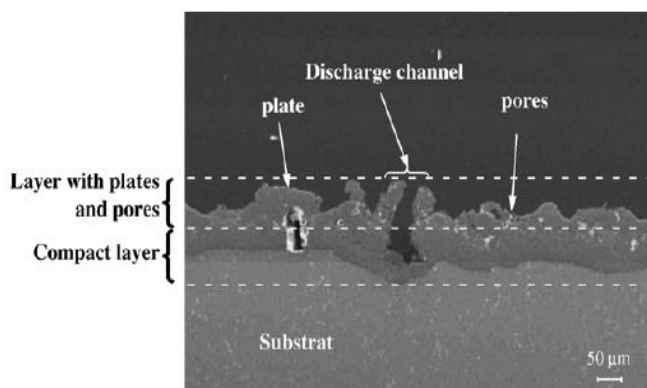 Discharge channel
plate
pores
Layer with plates
and pores
Compact layer
Substrat
50 µm